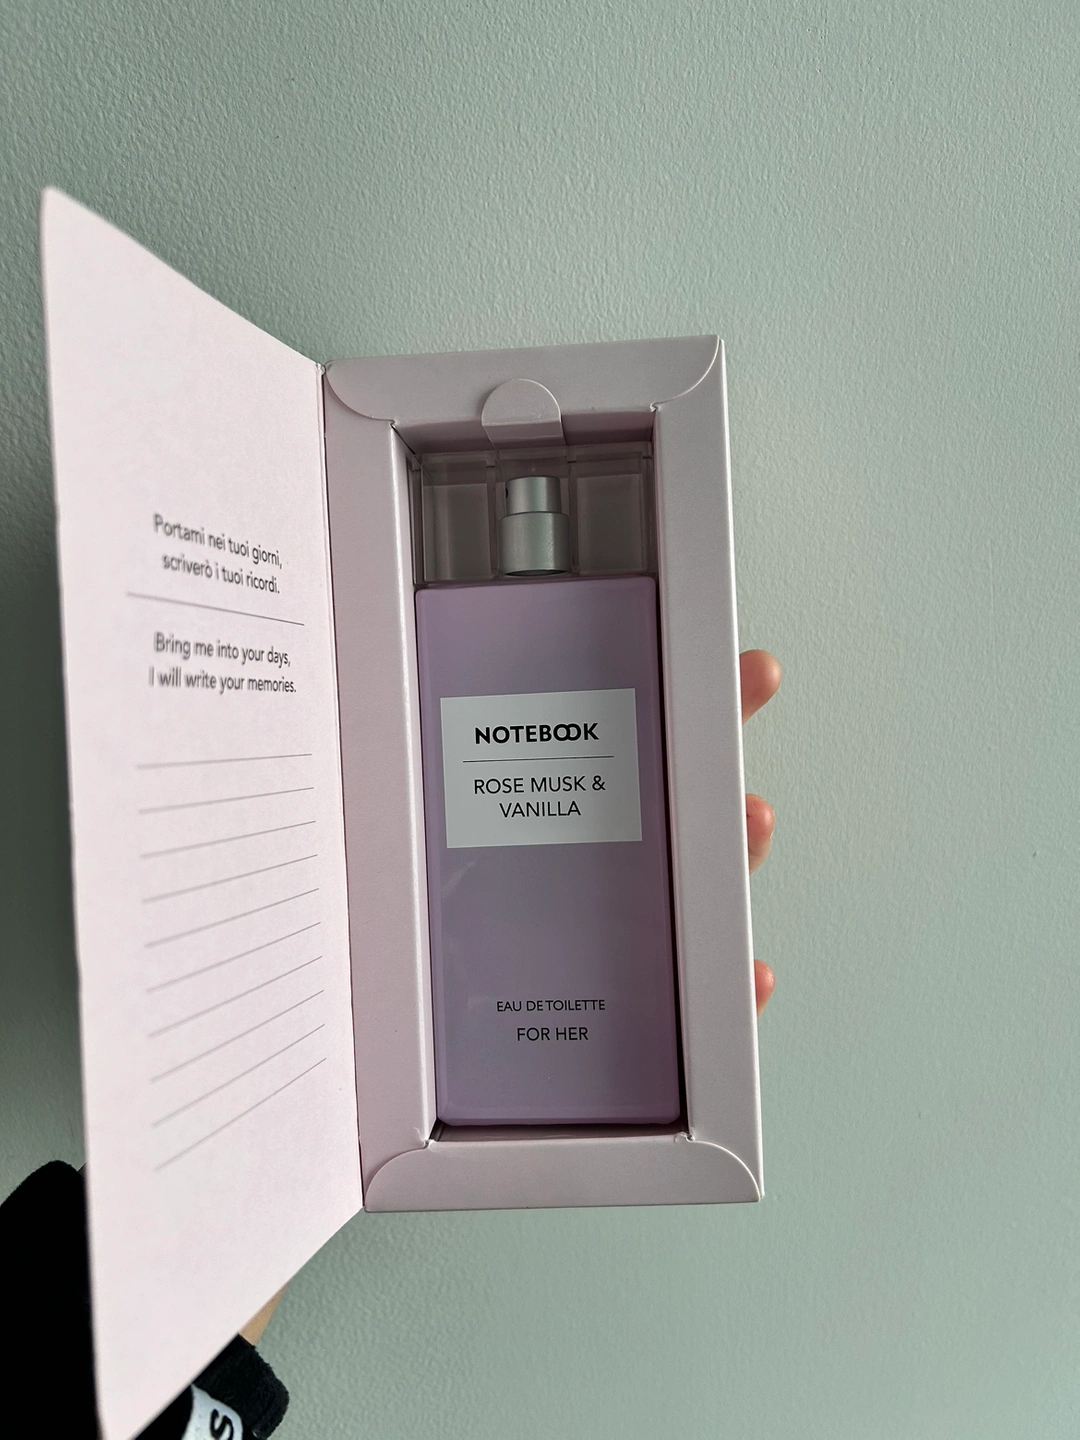 Portami nei tuoi giorni,
scriverò i tuoi ricordi.
Bring me into your days,
I will write your memories.
NOTEBOOK
ROSE MUSK &
VANILLA
EAU DE TOILETTE
FOR HER
S